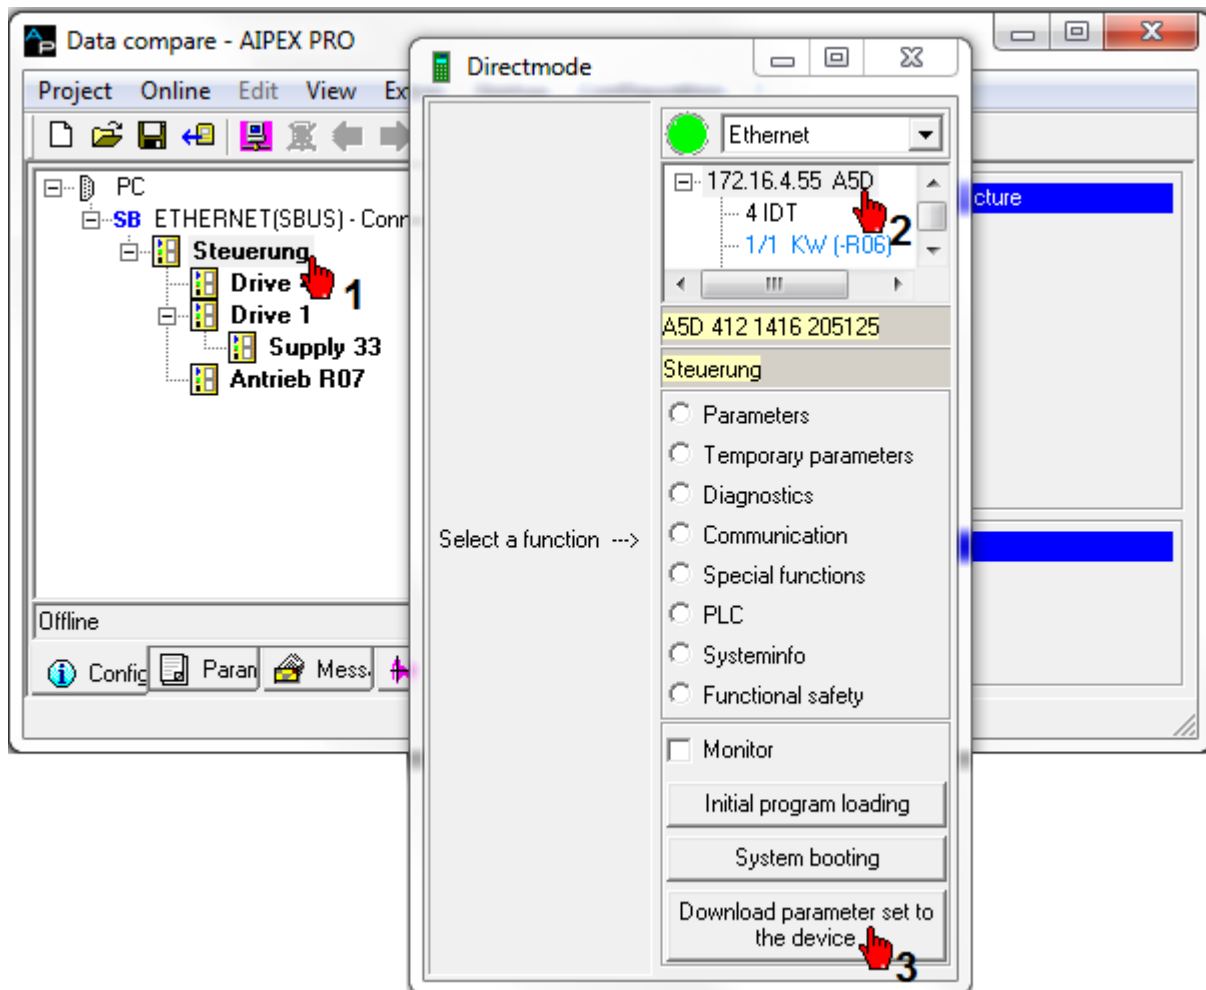 Data compare - AIPEX PRO
Project Online Edit View
PC
SB ETHERNET(SBUS) - Conn
Steuerung
1
Drive
Drive 1
Supply 33
Antrieb R07
Offline
Config Param Mess.
cture
Directmode
Select a function --->
Ethernet
172.16.4.55 A5D
2
4 IDT
1/1 KW (-R06)
A5D 412 1416 205125
Steuerung
Parameters
Temporary parameters
Diagnostics
Communication
Special functions
PLC
Systeminfo
Functional safety
Monitor
Initial program loading
System booting
Download parameter set to
the device
3